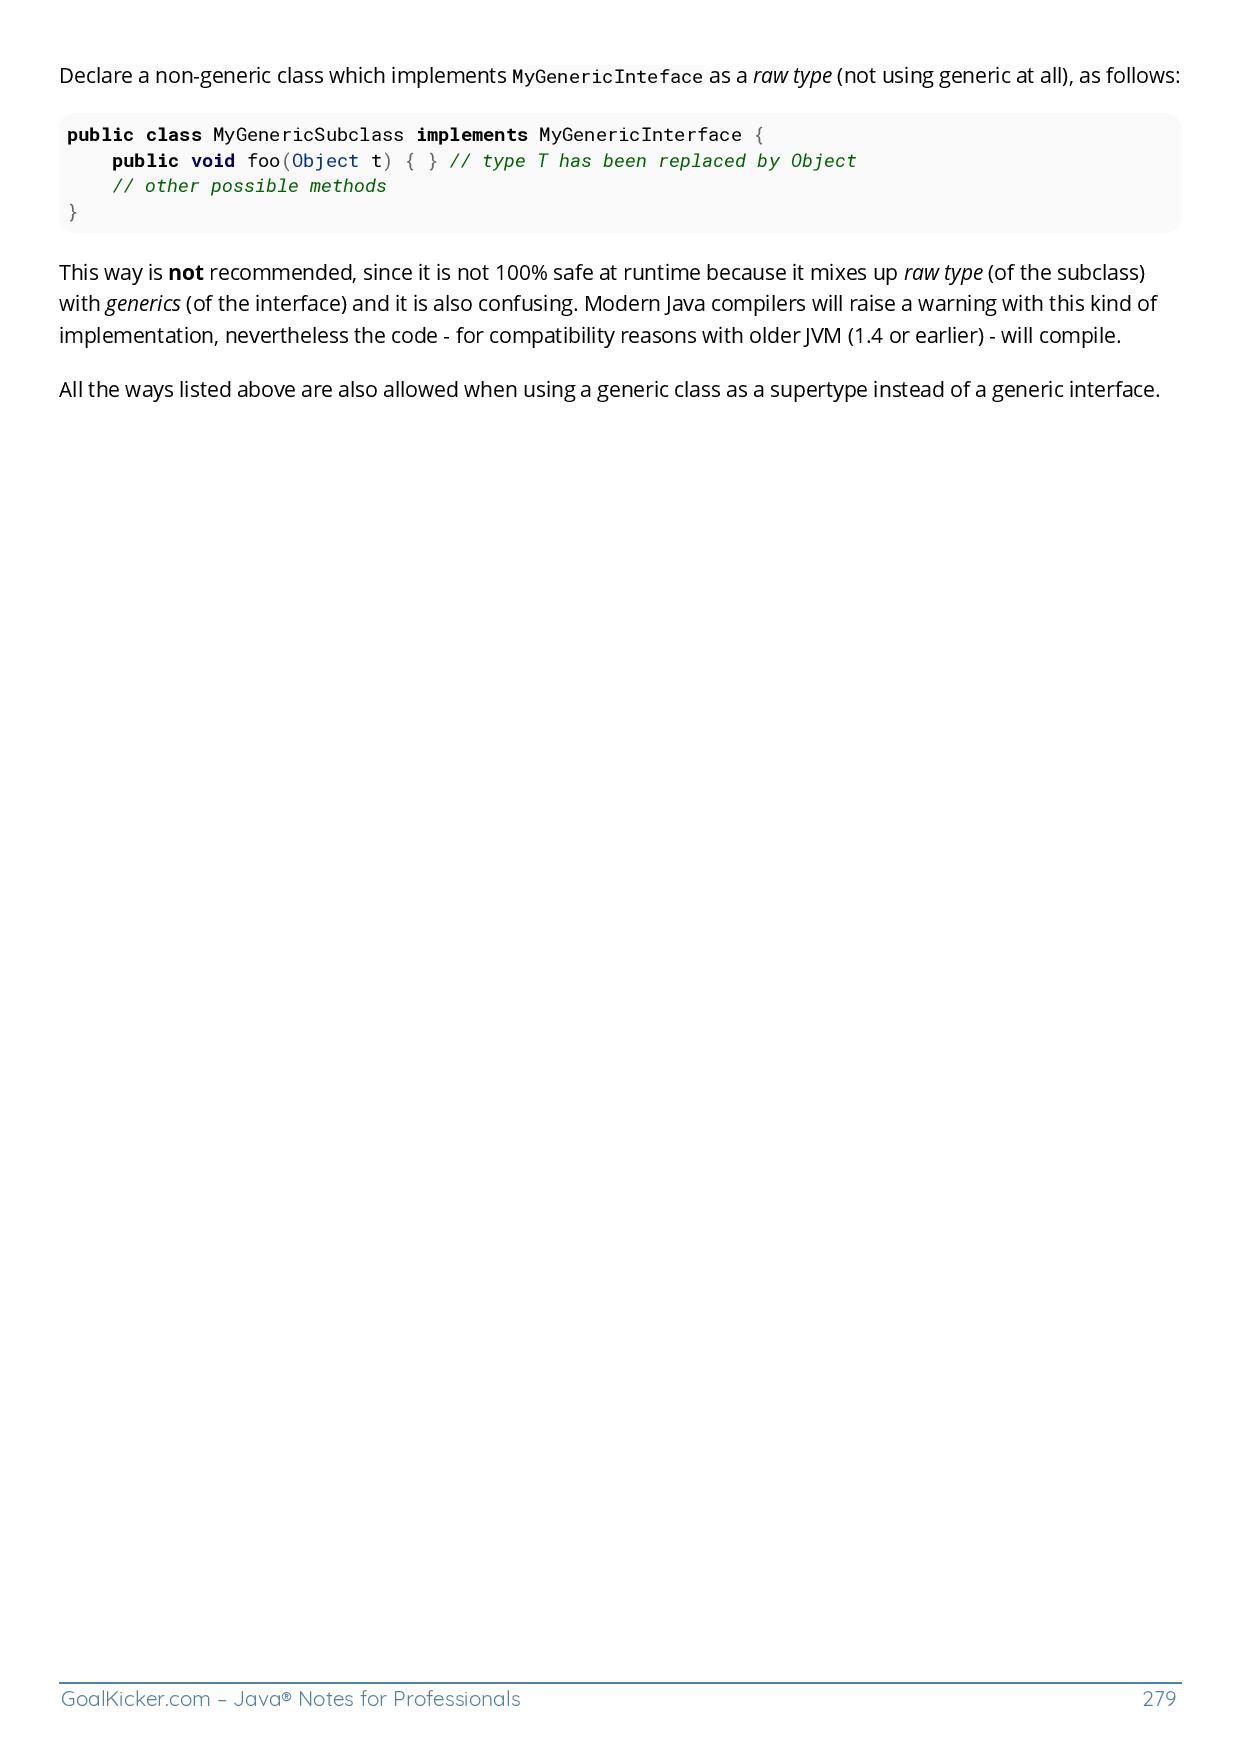 Declare a non-generic class which implements MyGenericInteface as a raw type (not using generic at all), as follows:
public class MyGenericSubclass implements MyGenericInterface {
    public void foo(Object t) { } // type T has been replaced by Object
    // other possible methods
}
This way is not recommended, since it is not 100% safe at runtime because it mixes up raw type (of the subclass)
with generics (of the interface) and it is also confusing. Modern Java compilers will raise a warning with this kind of
implementation, nevertheless the code - for compatibility reasons with older JVM (1.4 or earlier) - will compile.
All the ways listed above are also allowed when using a generic class as a supertype instead of a generic interface.
GoalKicker.com – Java® Notes for Professionals 279